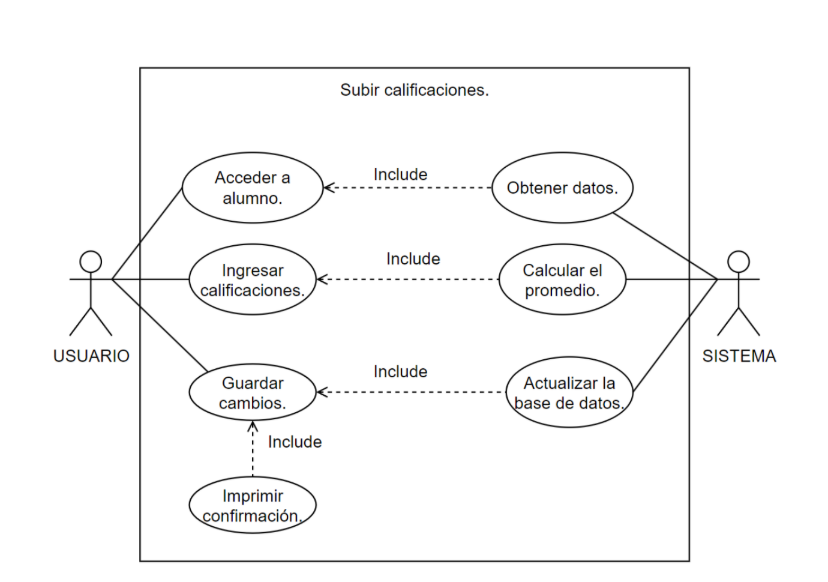 Subir calificaciones.
Acceder a
alumno.
Include
Obtener datos.
Ingresar
calificaciones.
Include
Calcular el
promedio.
USUARIO
SISTEMA
Guardar
cambios.
Include
Actualizar la
base de datos.
Include
Imprimir
confirmación.